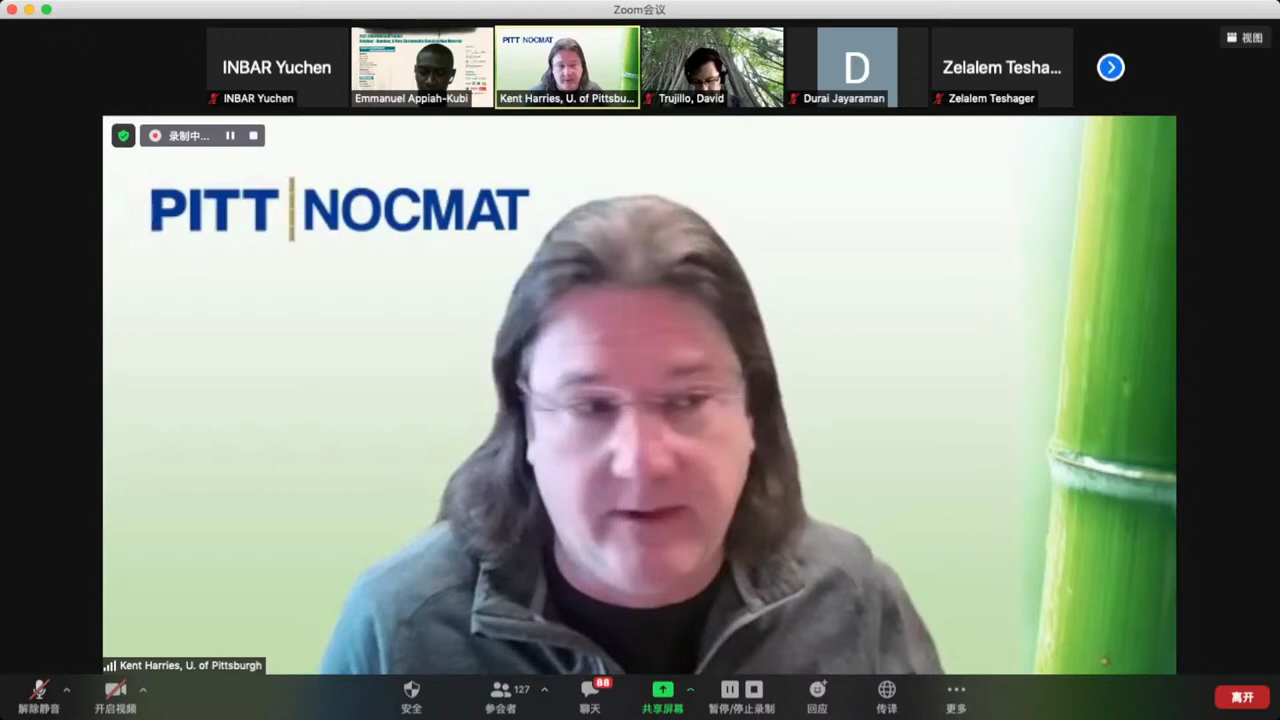 Zoom会议
INBAR Yuchen
INBAR Yuchen
Emmanuel Appiah-Kubi
PITT NOCMAT
Kent Harries, U. of Pittsbu...
Trujillo, David
D
Durai Jayaraman
Zelalem Tesha...
Zelalem Teshager
视图
录制中...
PITT NOCMAT
Kent Harries, U. of Pittsburgh
解除静音
开启视频
安全
127
参会者
88
聊天
共享屏幕
暂停/停止录制
回应
传译
更多
离开